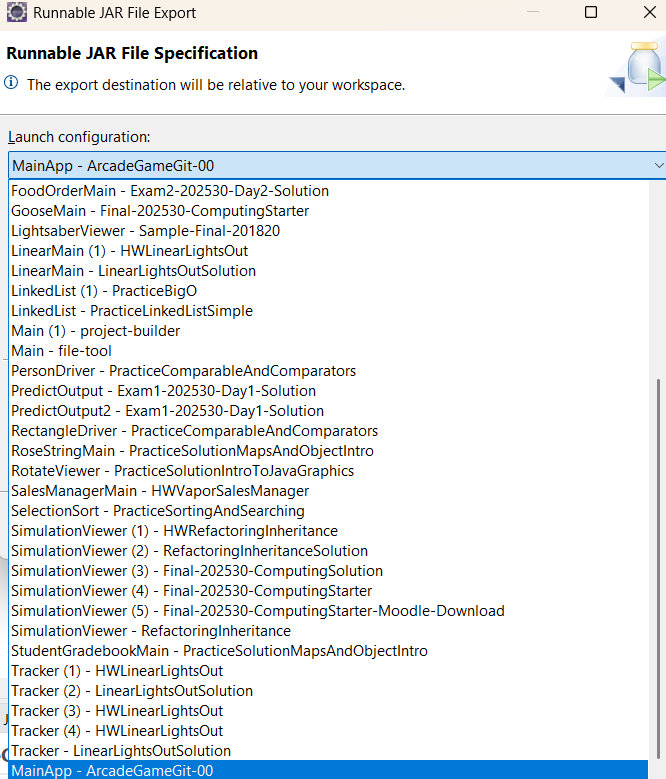 Runnable JAR File Export
Runnable JAR File Specification
The export destination will be relative to your workspace.
Launch configuration:
MainApp - ArcadeGameGit-00
FoodOrderMain - Exam2-202530-Day2-Solution
GooseMain - Final-202530-ComputingStarter
LightsaberViewer - Sample-Final-201820
LinearMain (1) - HWLinearLightsOut
LinearMain - LinearLightsOutSolution
LinkedList (1) - PracticeBigO
LinkedList - PracticeLinkedListSimple
Main (1) - project-builder
Main - file-tool
PersonDriver - PracticeComparableAndComparators
PredictOutput - Exam1-202530-Day1-Solution
PredictOutput2 - Exam1-202530-Day1-Solution
RectangleDriver - PracticeComparableAndComparators
RoseStringMain - PracticeSolutionMapsAndObjectIntro
RotateViewer - PracticeSolutionIntroToJavaGraphics
SalesManagerMain - HWVaporSalesManager
SelectionSort - PracticeSortingAndSearching
SimulationViewer (1) - HWRefactoringInheritance
SimulationViewer (2) - RefactoringInheritanceSolution
SimulationViewer (3) - Final-202530-ComputingSolution
SimulationViewer (4) - Final-202530-ComputingStarter
SimulationViewer (5) - Final-202530-ComputingStarter-Moodle-Download
SimulationViewer - RefactoringInheritance
StudentGradebookMain - PracticeSolutionMapsAndObjectIntro
Tracker (1) - HWLinearLightsOut
Tracker (2) - LinearLightsOutSolution
Tracker (3) - HWLinearLightsOut
Tracker (4) - HWLinearLightsOut
Tracker - LinearLightsOutSolution
MainApp - ArcadeGameGit-00